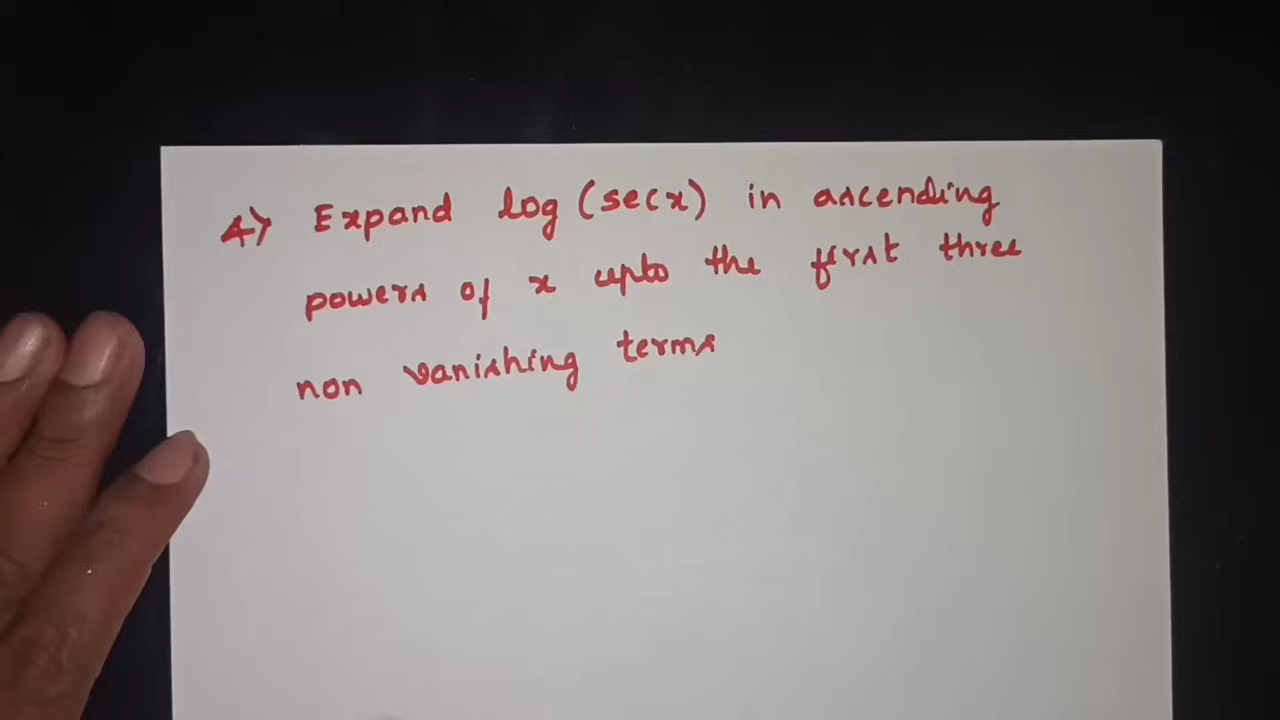 4) Expand log (secx) in ascending
powers of x upto the first three
non vanishing terms